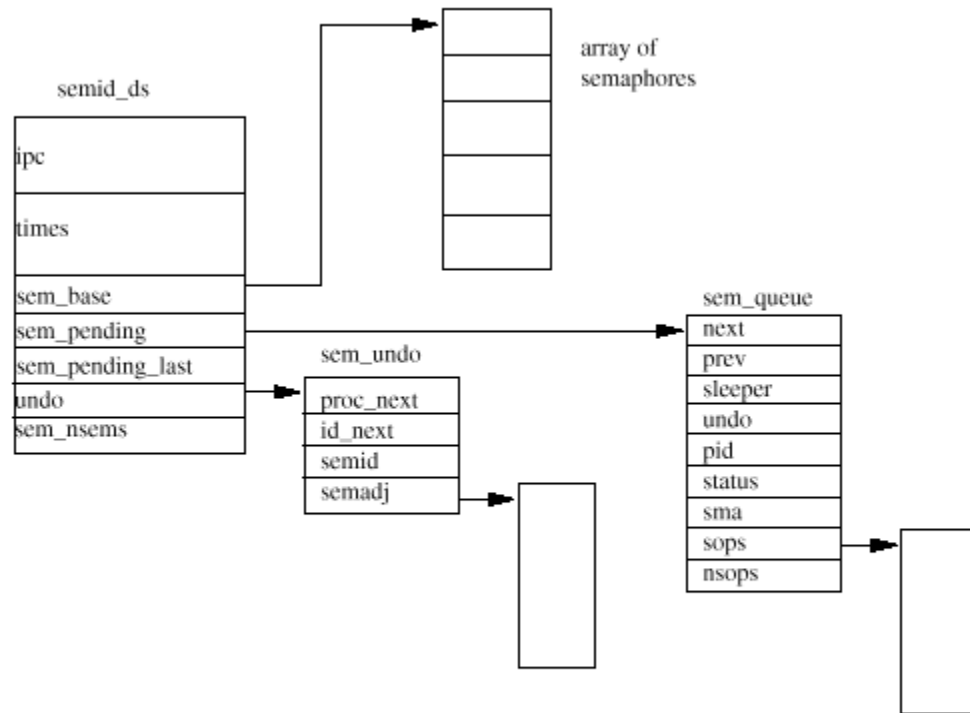 array of
semaphores
semid_ds
ipc
times
sem_base
sem_pending
sem_pending_last
undo
sem_nsems
sem_undo
proc_next
id_next
semid
semadj
sem_queue
next
prev
sleeper
undo
pid
status
sma
sops
nsops